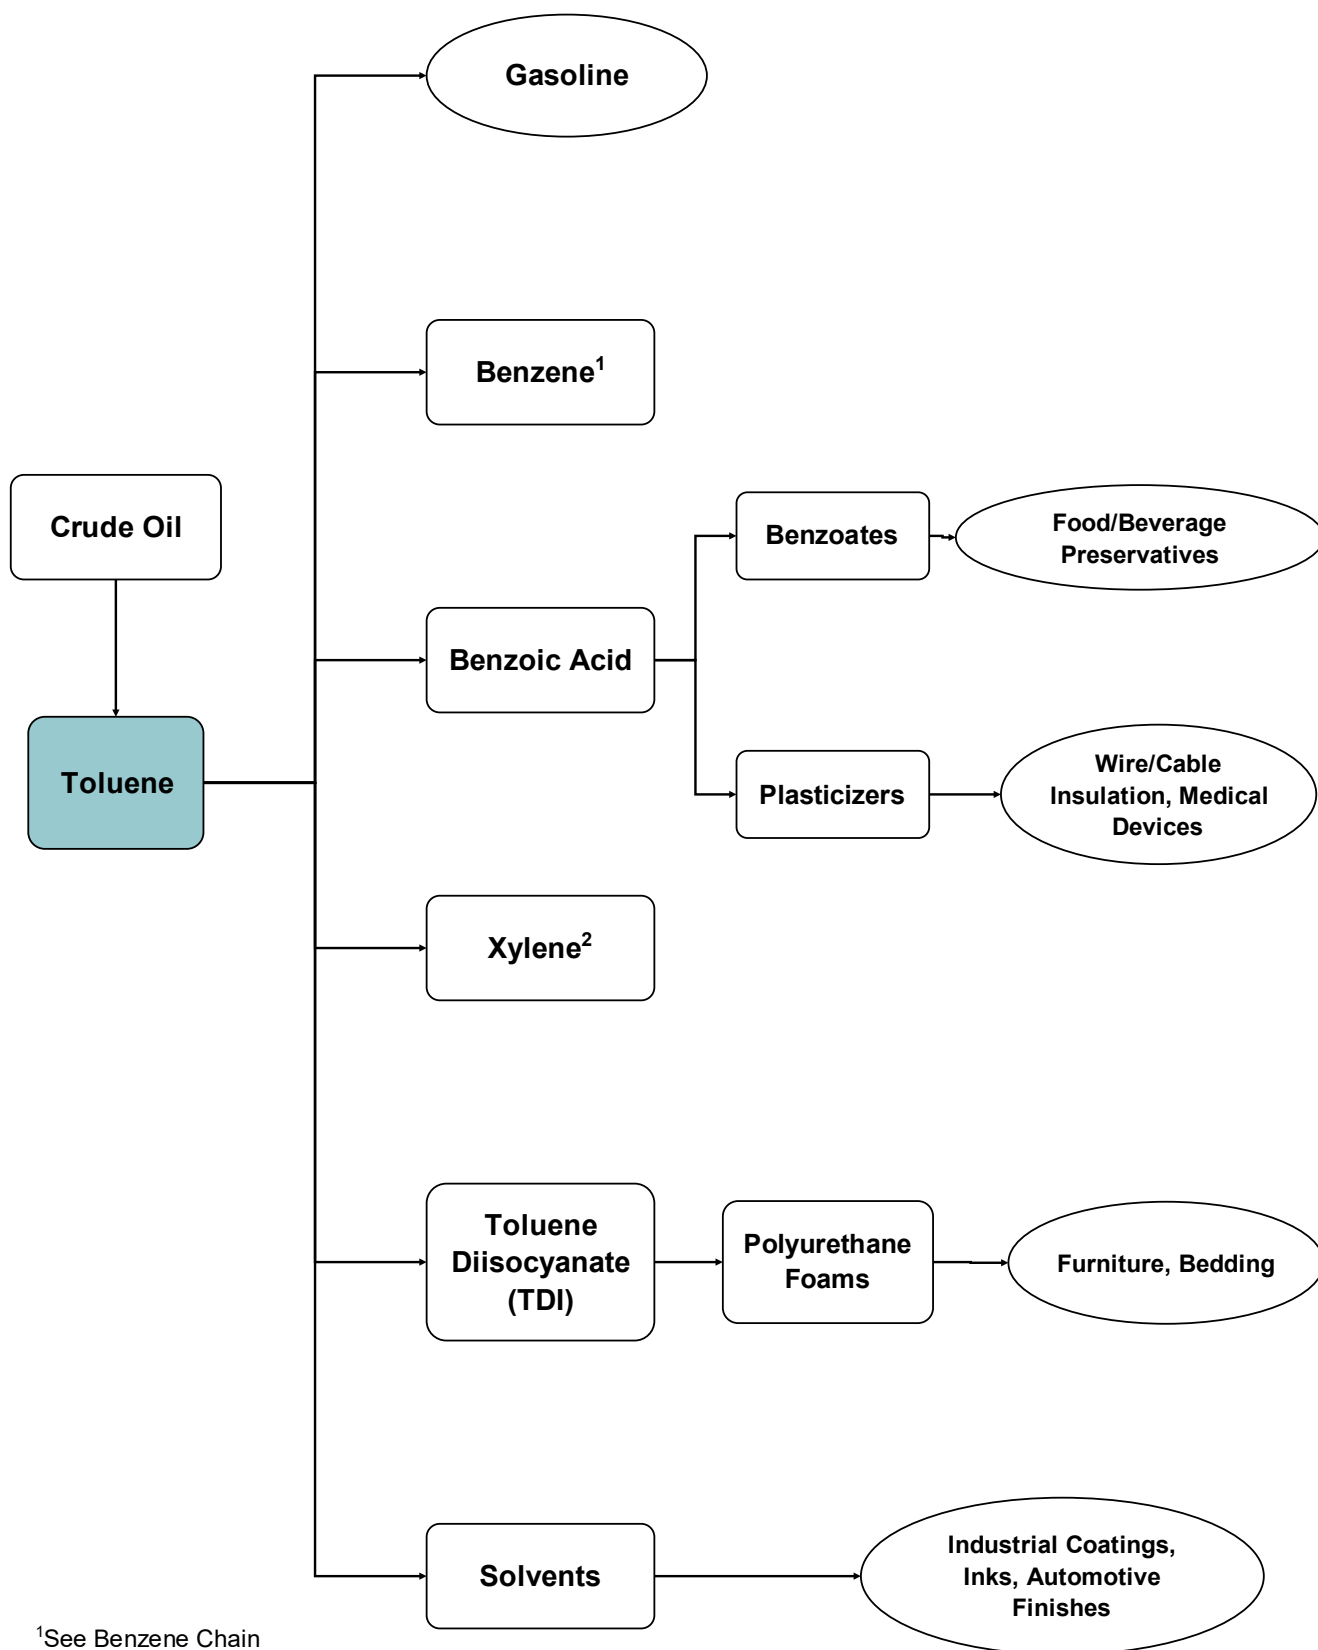 Gasoline
Benzene¹
Crude Oil
Benzoates
Food/Beverage
Preservatives
Benzoic Acid
Toluene
Plasticizers
Wire/Cable
Insulation, Medical
Devices
Xylene²
Toluene
Diisocyanate
(TDI)
Polyurethane
Foams
Furniture, Bedding
Solvents
Industrial Coatings,
Inks, Automotive
Finishes
¹See Benzene Chain